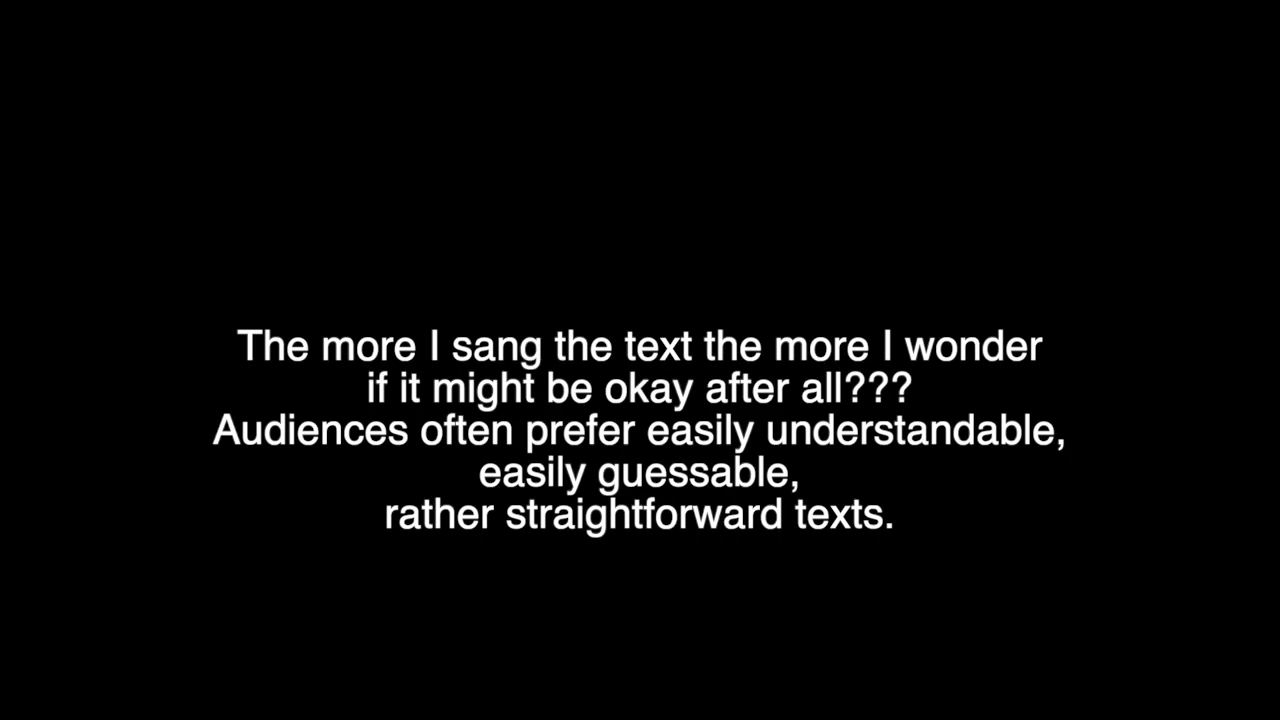 The more I sang the text the more I wonder
if it might be okay after all???
Audiences often prefer easily understandable,
easily guessable,
rather straightforward texts.